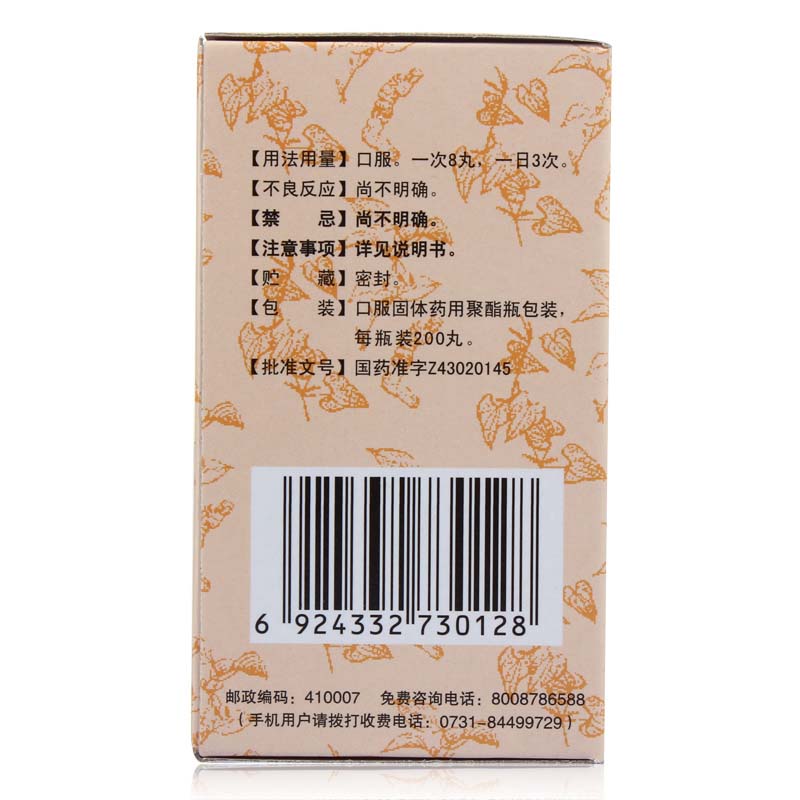 【用法用量】口服。一次8丸，一日3次。
【不良反应】尚不明确。
【禁　　忌】尚不明确。
【注意事项】详见说明书。
【贮　　藏】密封。
【包　　装】口服固体药用聚酯瓶包装，
每瓶装200丸。
【批准文号】国药准字Z43020145
6 924332 730128
邮政编码：410007　免费咨询电话：8008786588
（手机用户请拨打收费电话：0731-84499729）